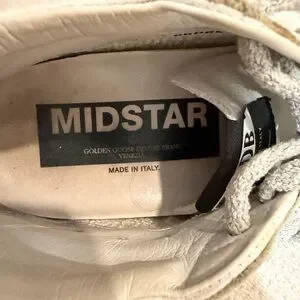 MIDSTAR
GOLDEN GOOSE DELUXE BRAND
VENEZIA
MADE IN ITALY.